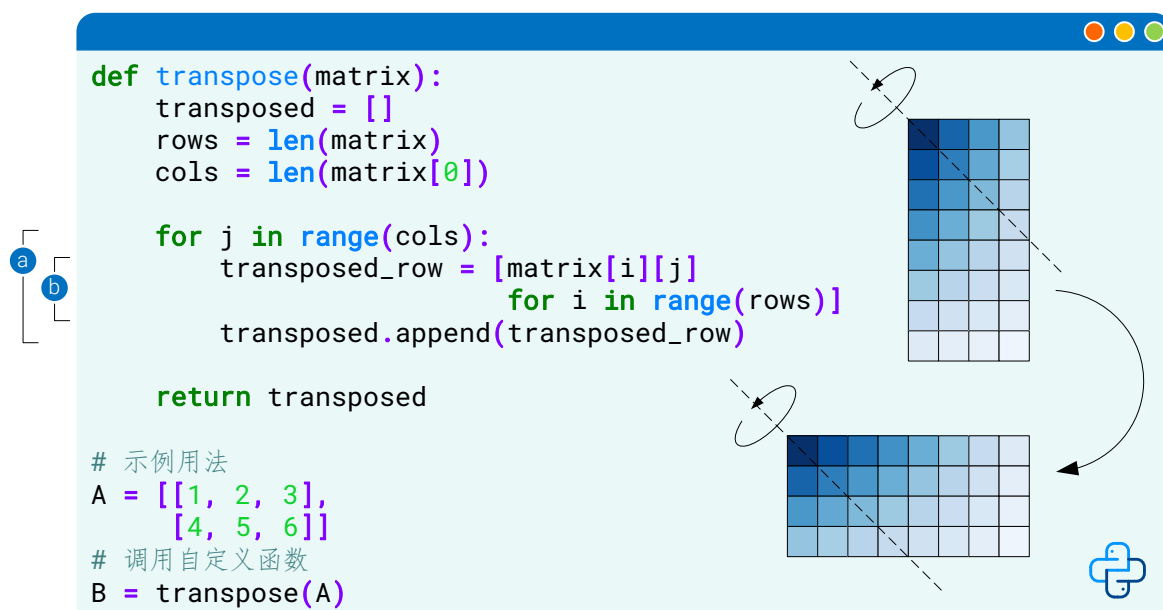 def transpose(matrix):
    transposed = []
    rows = len(matrix)
    cols = len(matrix[0])
    for j in range(cols):
        transposed_row = [matrix[i][j]
                          for i in range(rows)]
        transposed.append(transposed_row)
    return transposed
# 示例用法
A = [[1, 2, 3],
     [4, 5, 6]]
# 调用自定义函数
B = transpose(A)
a
b